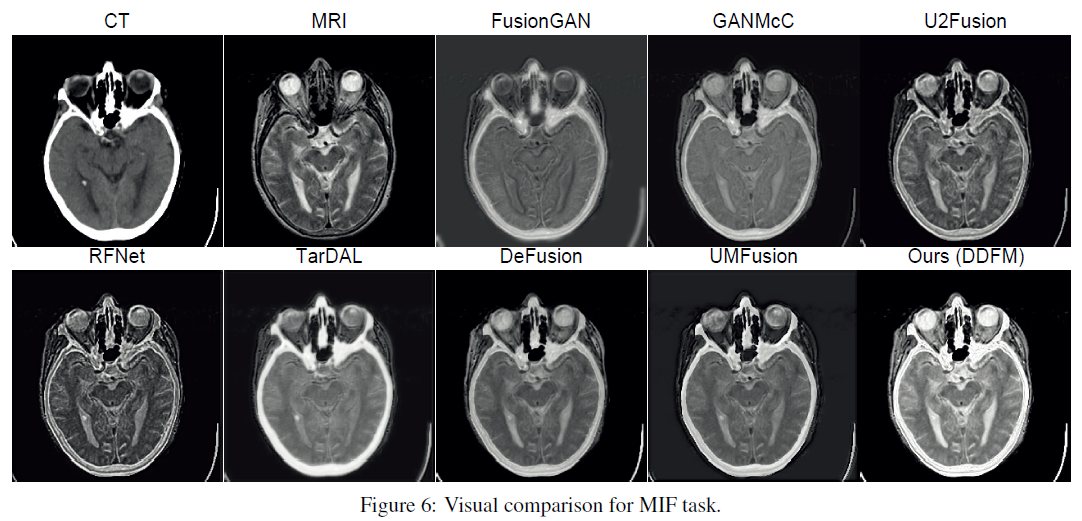 CT MRI FusionGAN GANMcC U2Fusion
RFNet TarDAL DeFusion UMFusion Ours (DDFM)
Figure 6: Visual comparison for MIF task.